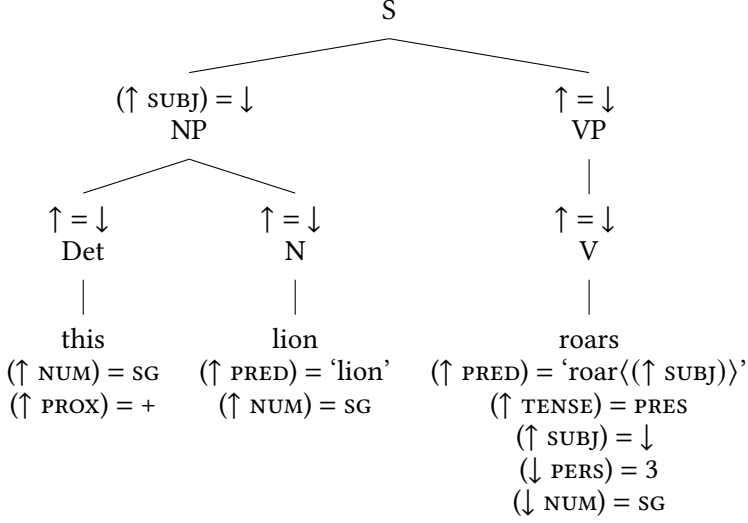 S
(↑ SUBJ) = ↓ ↑ = ↓
NP VP
↑ = ↓ ↑ = ↓ ↑ = ↓
Det N V
this lion roars
(↑ NUM) = SG (↑ PRED) = ‘lion’ (↑ PRED) = ‘roar⟨(↑ SUBJ)⟩’
(↑ PROX) = + (↑ NUM) = SG (↑ TENSE) = PRES
(↑ SUBJ) = ↓
(↓ PERS) = 3
(↓ NUM) = SG